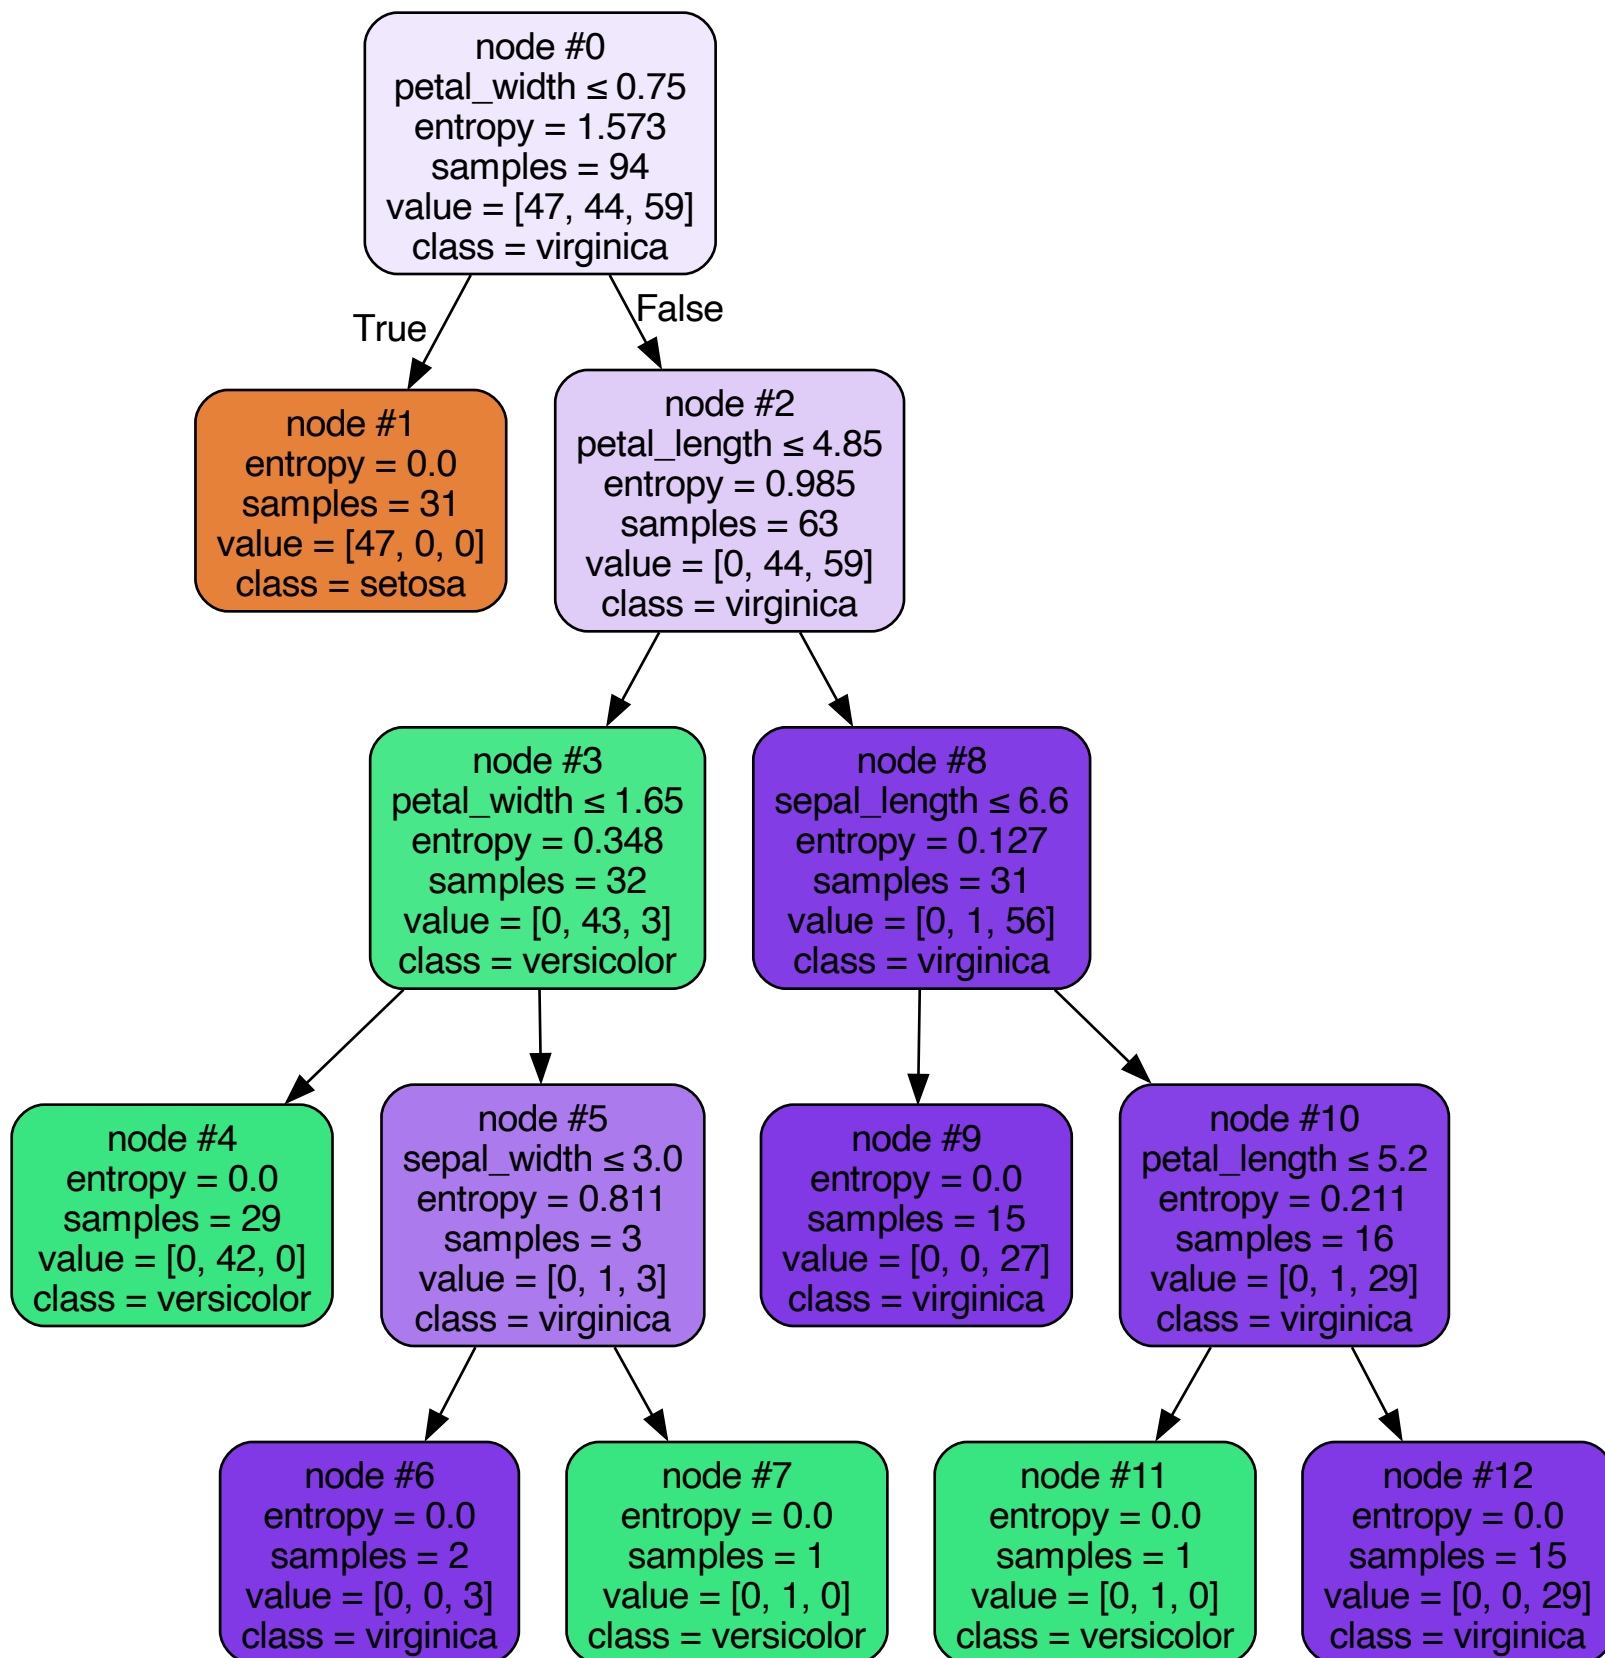 node #0
petal_width ≤ 0.75
entropy = 1.573
samples = 94
value = [47, 44, 59]
class = virginica
True
False
node #1
entropy = 0.0
samples = 31
value = [47, 0, 0]
class = setosa
node #2
petal_length ≤ 4.85
entropy = 0.985
samples = 63
value = [0, 44, 59]
class = virginica
node #3
petal_width ≤ 1.65
entropy = 0.348
samples = 32
value = [0, 43, 3]
class = versicolor
node #8
sepal_length ≤ 6.6
entropy = 0.127
samples = 31
value = [0, 1, 56]
class = virginica
node #4
entropy = 0.0
samples = 29
value = [0, 42, 0]
class = versicolor
node #5
sepal_width ≤ 3.0
entropy = 0.811
samples = 3
value = [0, 1, 3]
class = virginica
node #9
entropy = 0.0
samples = 15
value = [0, 0, 27]
class = virginica
node #10
petal_length ≤ 5.2
entropy = 0.211
samples = 16
value = [0, 1, 29]
class = virginica
node #6
entropy = 0.0
samples = 2
value = [0, 0, 3]
class = virginica
node #7
entropy = 0.0
samples = 1
value = [0, 1, 0]
class = versicolor
node #11
entropy = 0.0
samples = 1
value = [0, 1, 0]
class = versicolor
node #12
entropy = 0.0
samples = 15
value = [0, 0, 29]
class = virginica